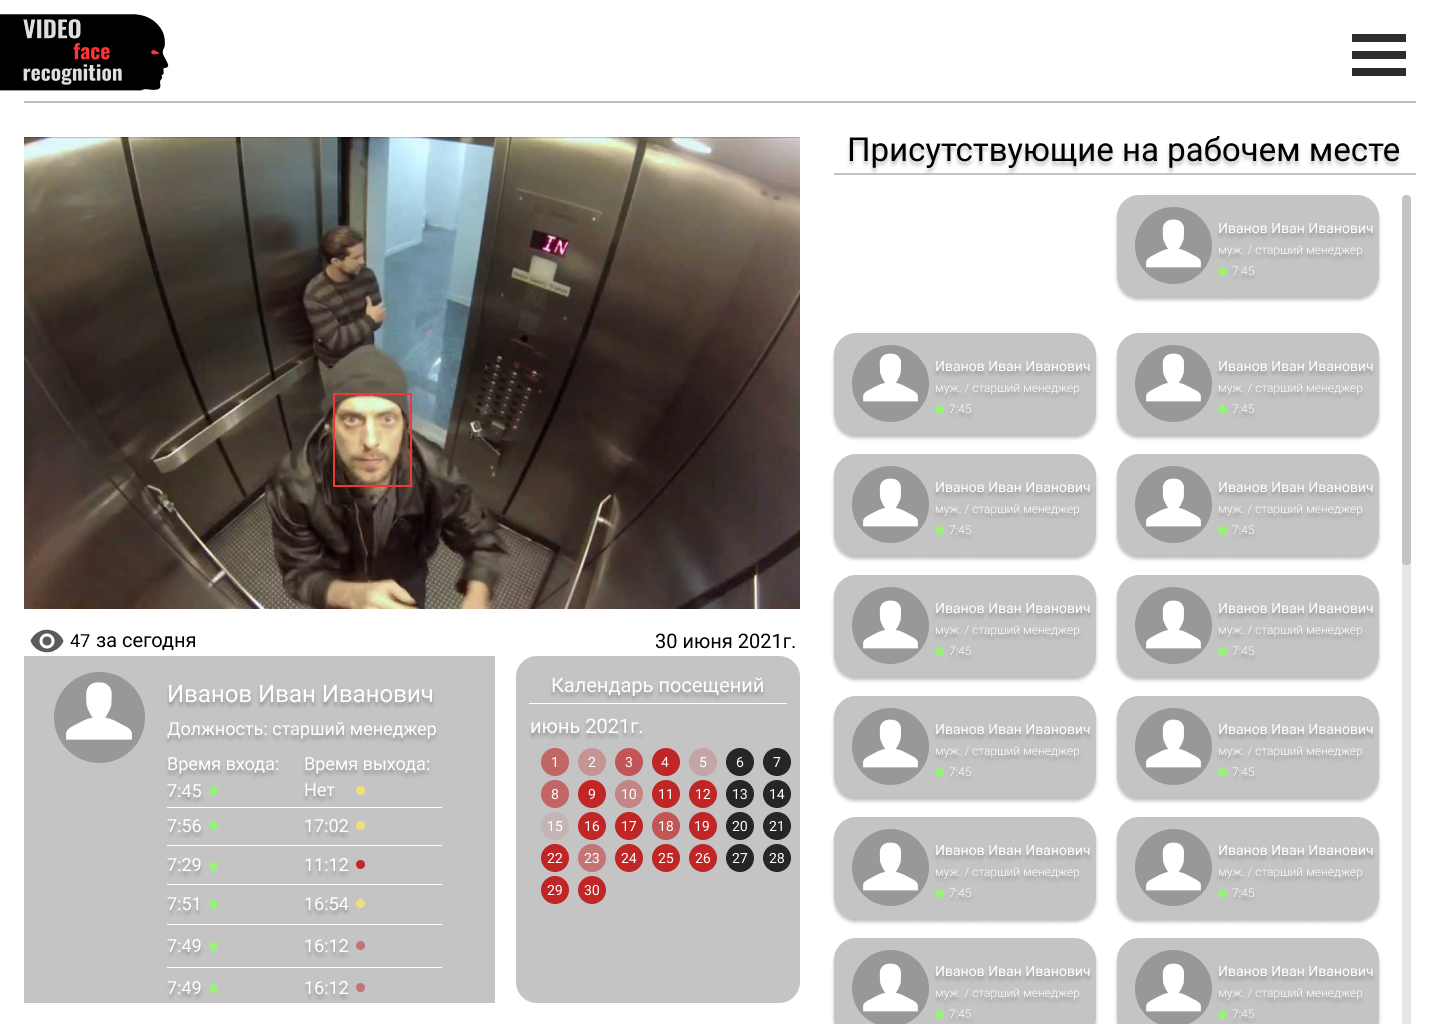 VIDEO
face
recognition
IN
47 за сегодня
30 июня 2021г.
Иванов Иван Иванович
Должность: старший менеджер
Время входа: Время выхода:
7:45 Нет
7:56 17:02
7:29 11:12
7:51 16:54
7:49 16:12
7:49 16:12
Календарь посещений
июнь 2021г.
1 2 3 4 5 6 7
8 9 10 11 12 13 14
15 16 17 18 19 20 21
22 23 24 25 26 27 28
29 30
Присутствующие на рабочем месте
Иванов Иван Иванович
муж. / старший менеджер
7:45
Иванов Иван Иванович
муж. / старший менеджер
7:45
Иванов Иван Иванович
муж. / старший менеджер
7:45
Иванов Иван Иванович
муж. / старший менеджер
7:45
Иванов Иван Иванович
муж. / старший менеджер
7:45
Иванов Иван Иванович
муж. / старший менеджер
7:45
Иванов Иван Иванович
муж. / старший менеджер
7:45
Иванов Иван Иванович
муж. / старший менеджер
7:45
Иванов Иван Иванович
муж. / старший менеджер
7:45
Иванов Иван Иванович
муж. / старший менеджер
7:45
Иванов Иван Иванович
муж. / старший менеджер
7:45
Иванов Иван Иванович
муж. / старший менеджер
7:45
Иванов Иван Иванович
муж. / старший менеджер
7:45